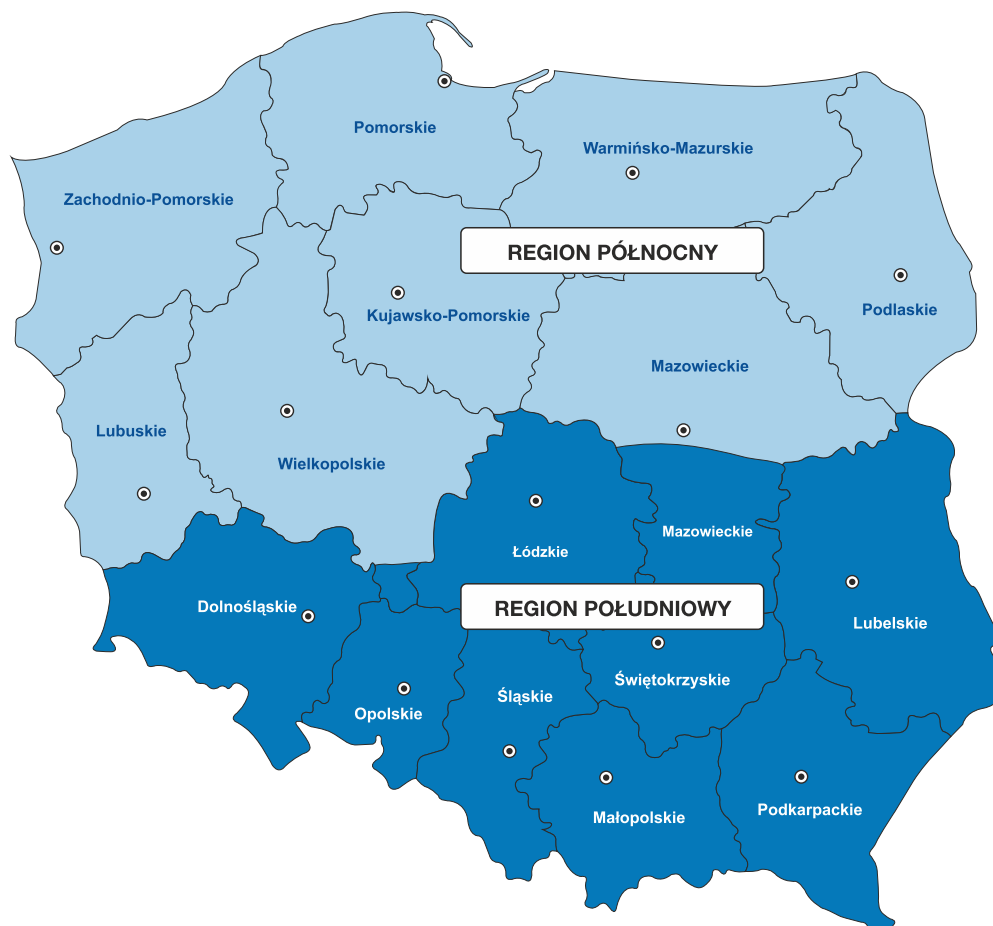 Pomorskie
Warmińsko-Mazurskie
Zachodnio-Pomorskie
REGION PÓŁNOCNY
Kujawsko-Pomorskie
Podlaskie
Mazowieckie
Lubuskie
Wielkopolskie
Mazowieckie
Łódzkie
Dolnośląskie
REGION POŁUDNIOWY
Lubelskie
Świętokrzyskie
Śląskie
Opolskie
Podkarpackie
Małopolskie